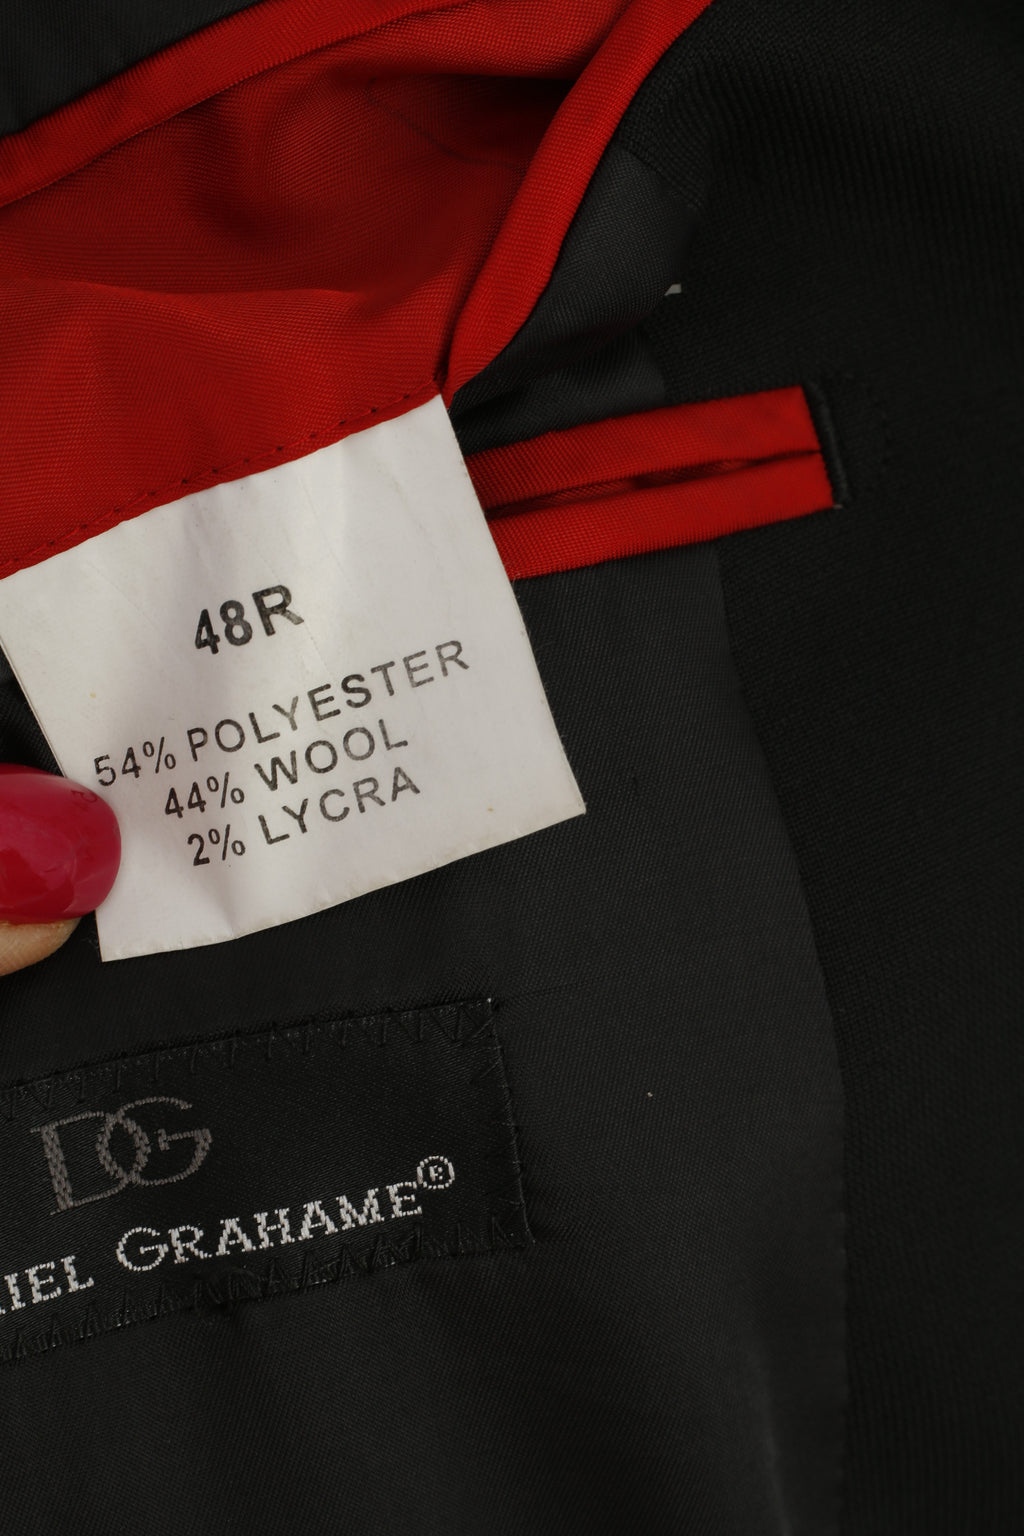 48R
54% POLYESTER
44% WOOL
2% LYCRA
DG
IEL GRAHAME®